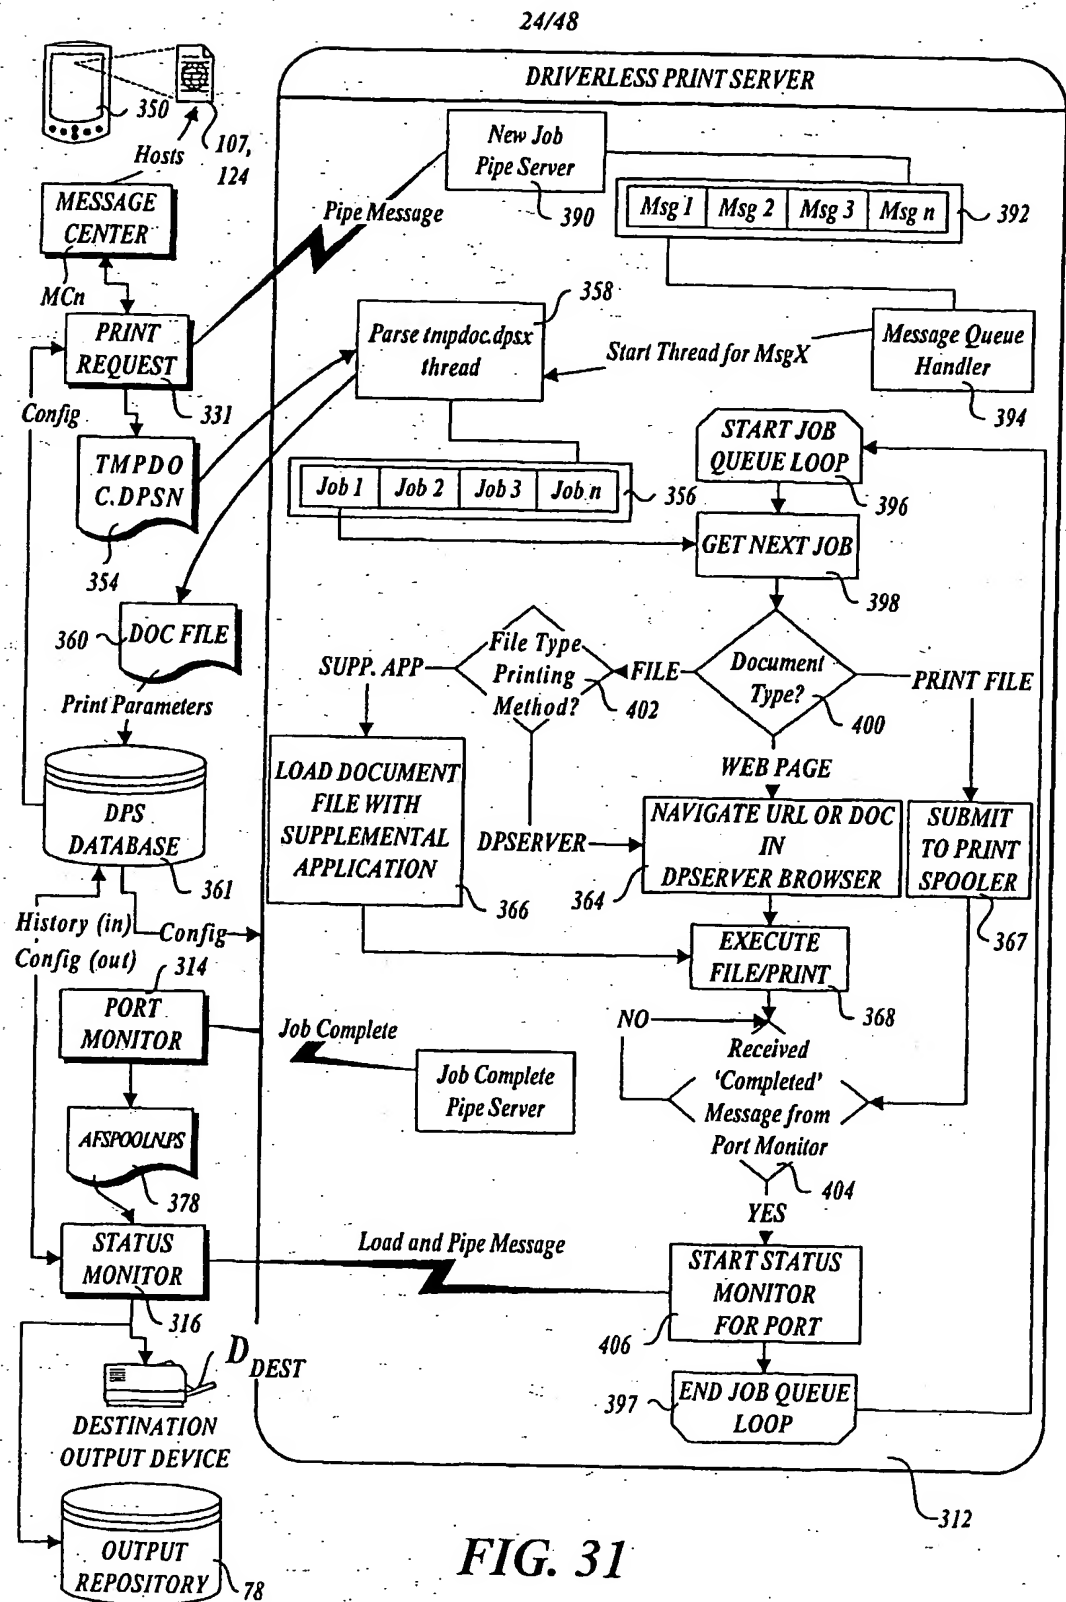 24/48
DRIVERLESS PRINT SERVER
350
107,
124
Hosts
MESSAGE
CENTER
MCn
New Job
Pipe Server
390
Pipe Message
Msg 1
Msg 2
Msg 3
Msg n
392
PRINT
REQUEST
331
Config
358
Parse tmpdoc.dpsx
thread
Start Thread for MsgX
Message Queue
Handler
394
TMPDO
C.DPSN
354
START JOB
QUEUE LOOP
396
Job 1
Job 2
Job 3
Job n
356
GET NEXT JOB
398
360
DOC FILE
Print Parameters
File Type
Printing
Method?
402
SUPP. APP
FILE
Document
Type?
400
PRINT FILE
WEB PAGE
DPS
DATABASE
361
LOAD DOCUMENT
FILE WITH
SUPPLEMENTAL
APPLICATION
366
DPSERVER
NAVIGATE URL OR DOC
IN
DPSERVER BROWSER
364
SUBMIT
TO PRINT
SPOOLER
367
History (in)
Config (out)
Config
EXECUTE
FILE/PRINT
368
314
PORT
MONITOR
Job Complete
Job Complete
Pipe Server
NO
Received
'Completed'
Message from
Port Monitor
404
YES
AFSPOOLN.PS
378
STATUS
MONITOR
316
Load and Pipe Message
START STATUS
MONITOR
FOR PORT
406
D DEST
DESTINATION
OUTPUT DEVICE
397
END JOB QUEUE
LOOP
312
OUTPUT
REPOSITORY
78
FIG. 31